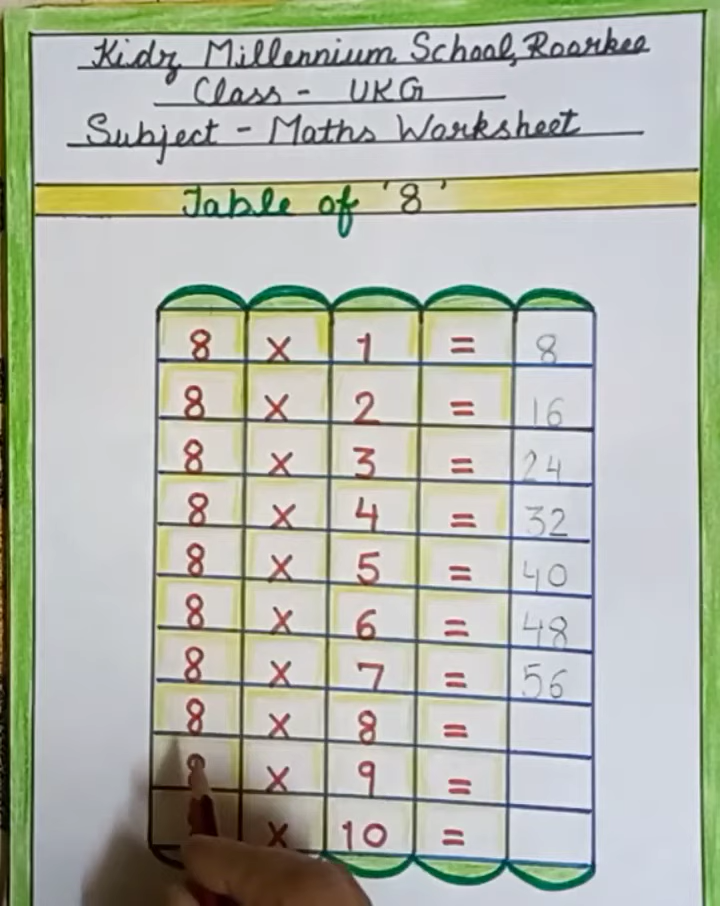 Kidz Millennium School, Roorkee
Class - UKG
Subject - Maths Worksheet
Table of '8'
8 × 1 = 8
8 × 2 = 16
8 × 3 = 24
8 × 4 = 32
8 × 5 = 40
8 × 6 = 48
8 × 7 = 56
8 × 8 =
8 × 9 =
× 10 =